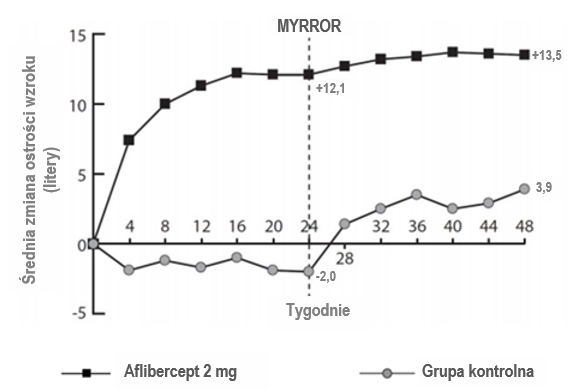 MYRROR
15
10
5
0
-5
Średnia zmiana ostrości wzroku
(litery)
+13,5
+12,1
3,9
-2,0
4 8 12 16 20 24 28 32 36 40 44 48
Tygodnie
Aflibercept 2 mg Grupa kontrolna